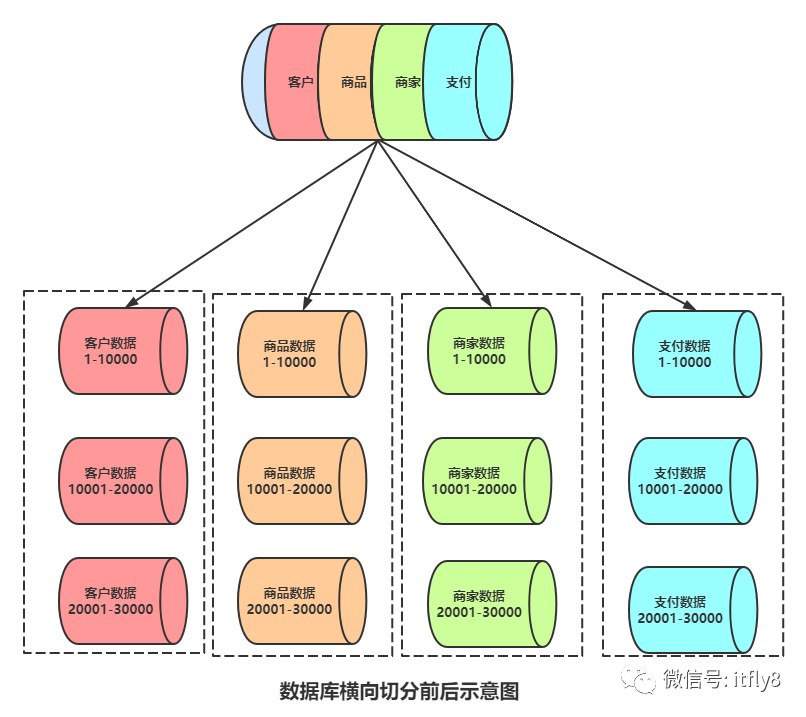 客户 商品 商家 支付
客户数据 商品数据 商家数据 支付数据
1-10000 1-10000 1-10000 1-10000
客户数据 商品数据 商家数据 支付数据
10001-20000 10001-20000 10001-20000 10001-20000
客户数据 商品数据 商家数据 支付数据
20001-30000 20001-30000 20001-30000 20001-30000
数据库横向切分前后示意图
微信号: itfly8